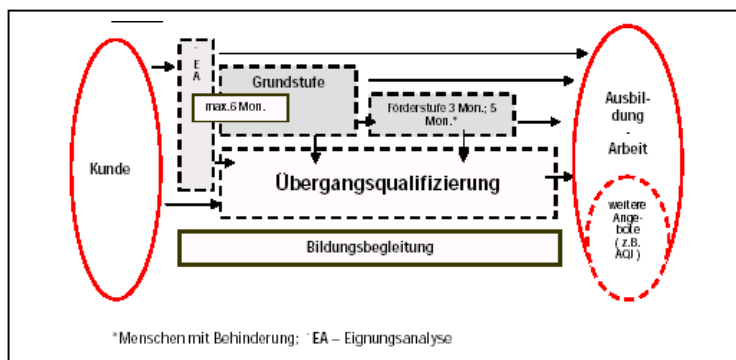 E
A
Grundstufe
max.6 Mon.
Förderstufe 3 Mon.; 5
Mon.*
Kunde
Übergangsqualifizierung
Bildungsbegleitung
Ausbil-
dung
-
Arbeit
weitere
Ange-
bote
( z.B.
AQJ )
*Menschen mit Behinderung; ¨EA – Eignungsanalyse